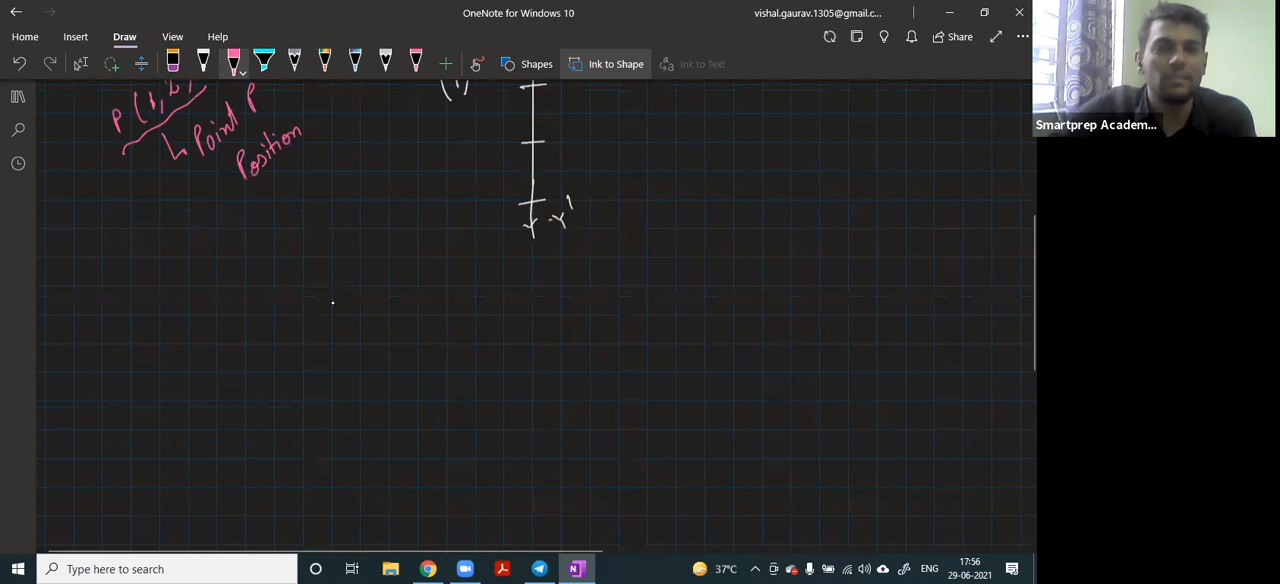 OneNote for Windows 10
vishal.gaurav.1305@gmail.c...
Home Insert Draw View Help
Share
Shapes Ink to Shape Ink to Text
Smartprep Academ...
Point P
Position
Y'
Type here to search
37°C
ENG
17:56
29-06-2021